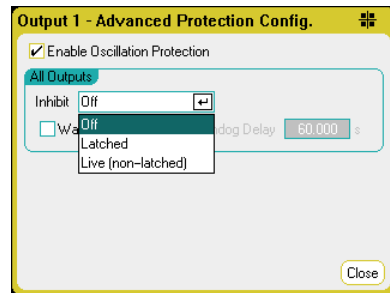 Output 1 - Advanced Protection Config.
Enable Oscillation Protection
All Outputs
Inhibit Off
Off
Latched
Live (non-latched)
Delay 60.000 s
Close